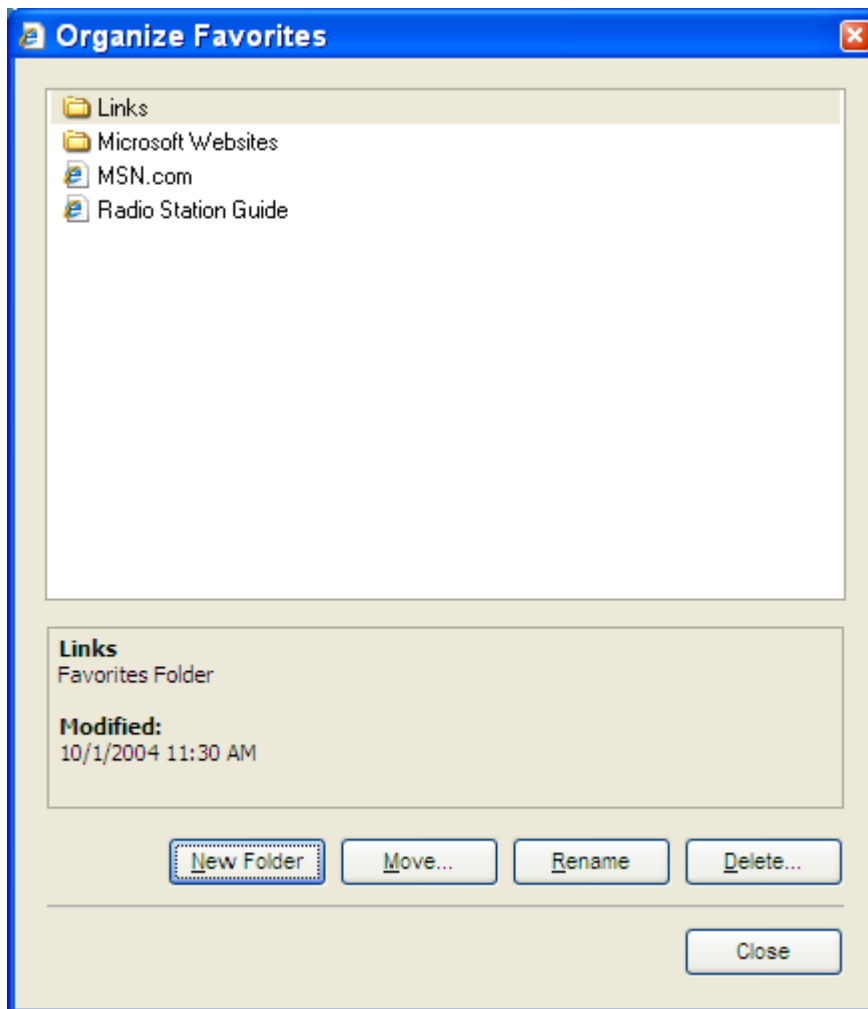 Organize Favorites
Links
Microsoft Websites
MSN.com
Radio Station Guide
Links
Favorites Folder
Modified:
10/1/2004 11:30 AM
New Folder Move... Rename Delete...
Close